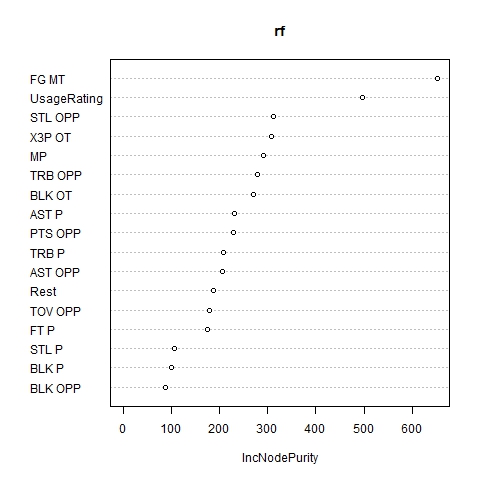 rf
FG MT
UsageRating
STL OPP
X3P OT
MP
TRB OPP
BLK OT
AST P
PTS OPP
TRB P
AST OPP
Rest
TOV OPP
FT P
STL P
BLK P
BLK OPP
0 100 200 300 400 500 600
IncNodePurity